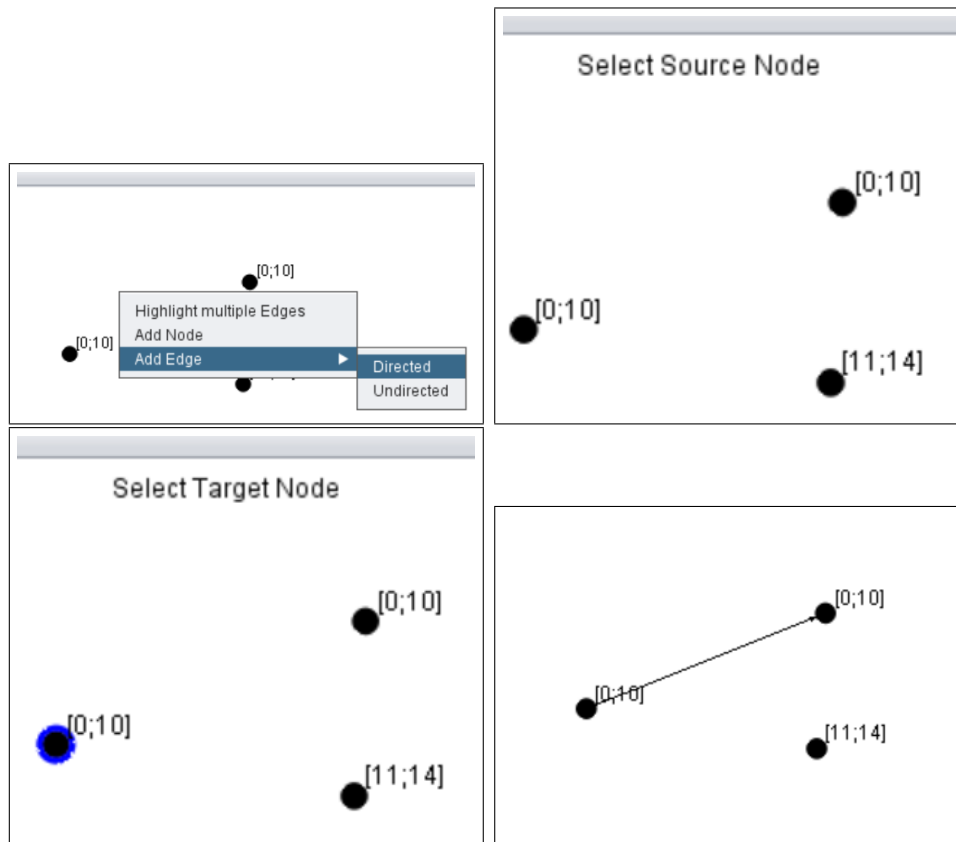 [0;10]
Highlight multiple Edges
Add Node
[0;10]
Add Edge
Directed
Undirected
Select Source Node
[0;10]
[0;10]
[11;14]
Select Target Node
[0;10]
[0;10]
[11;14]
[0;10]
[0;10]
[11;14]